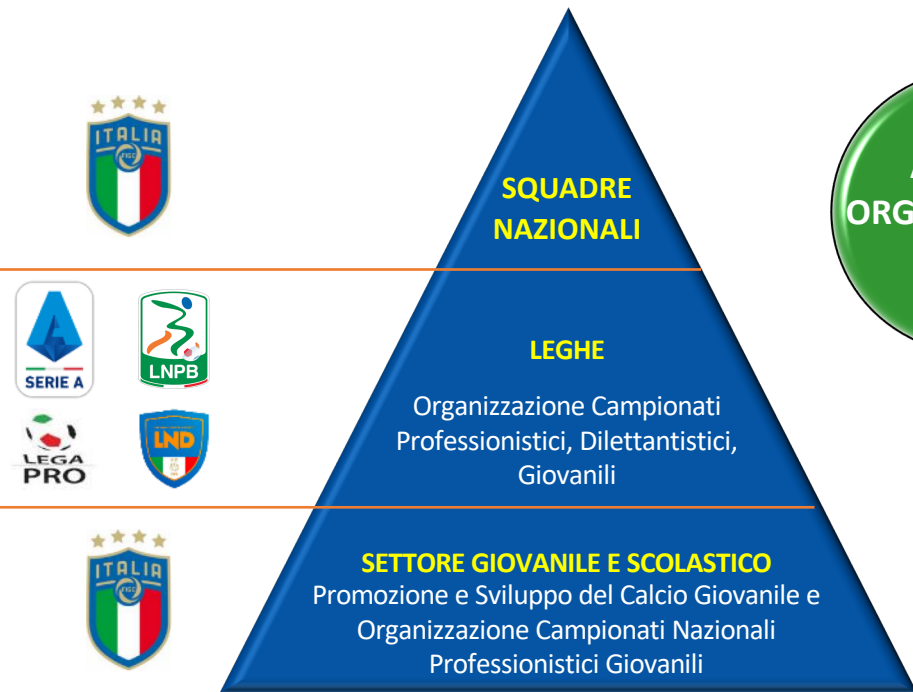 ITALIA
FIGC
SQUADRE
NAZIONALI
SERIE A
LNPB
LEGHE
LEGA
PRO
LND
Organizzazione Campionati
Professionistici, Dilettantistici,
Giovanili
ITALIA
FIGC
SETTORE GIOVANILE E SCOLASTICO
Promozione e Sviluppo del Calcio Giovanile e
Organizzazione Campionati Nazionali
Professionistici Giovanili